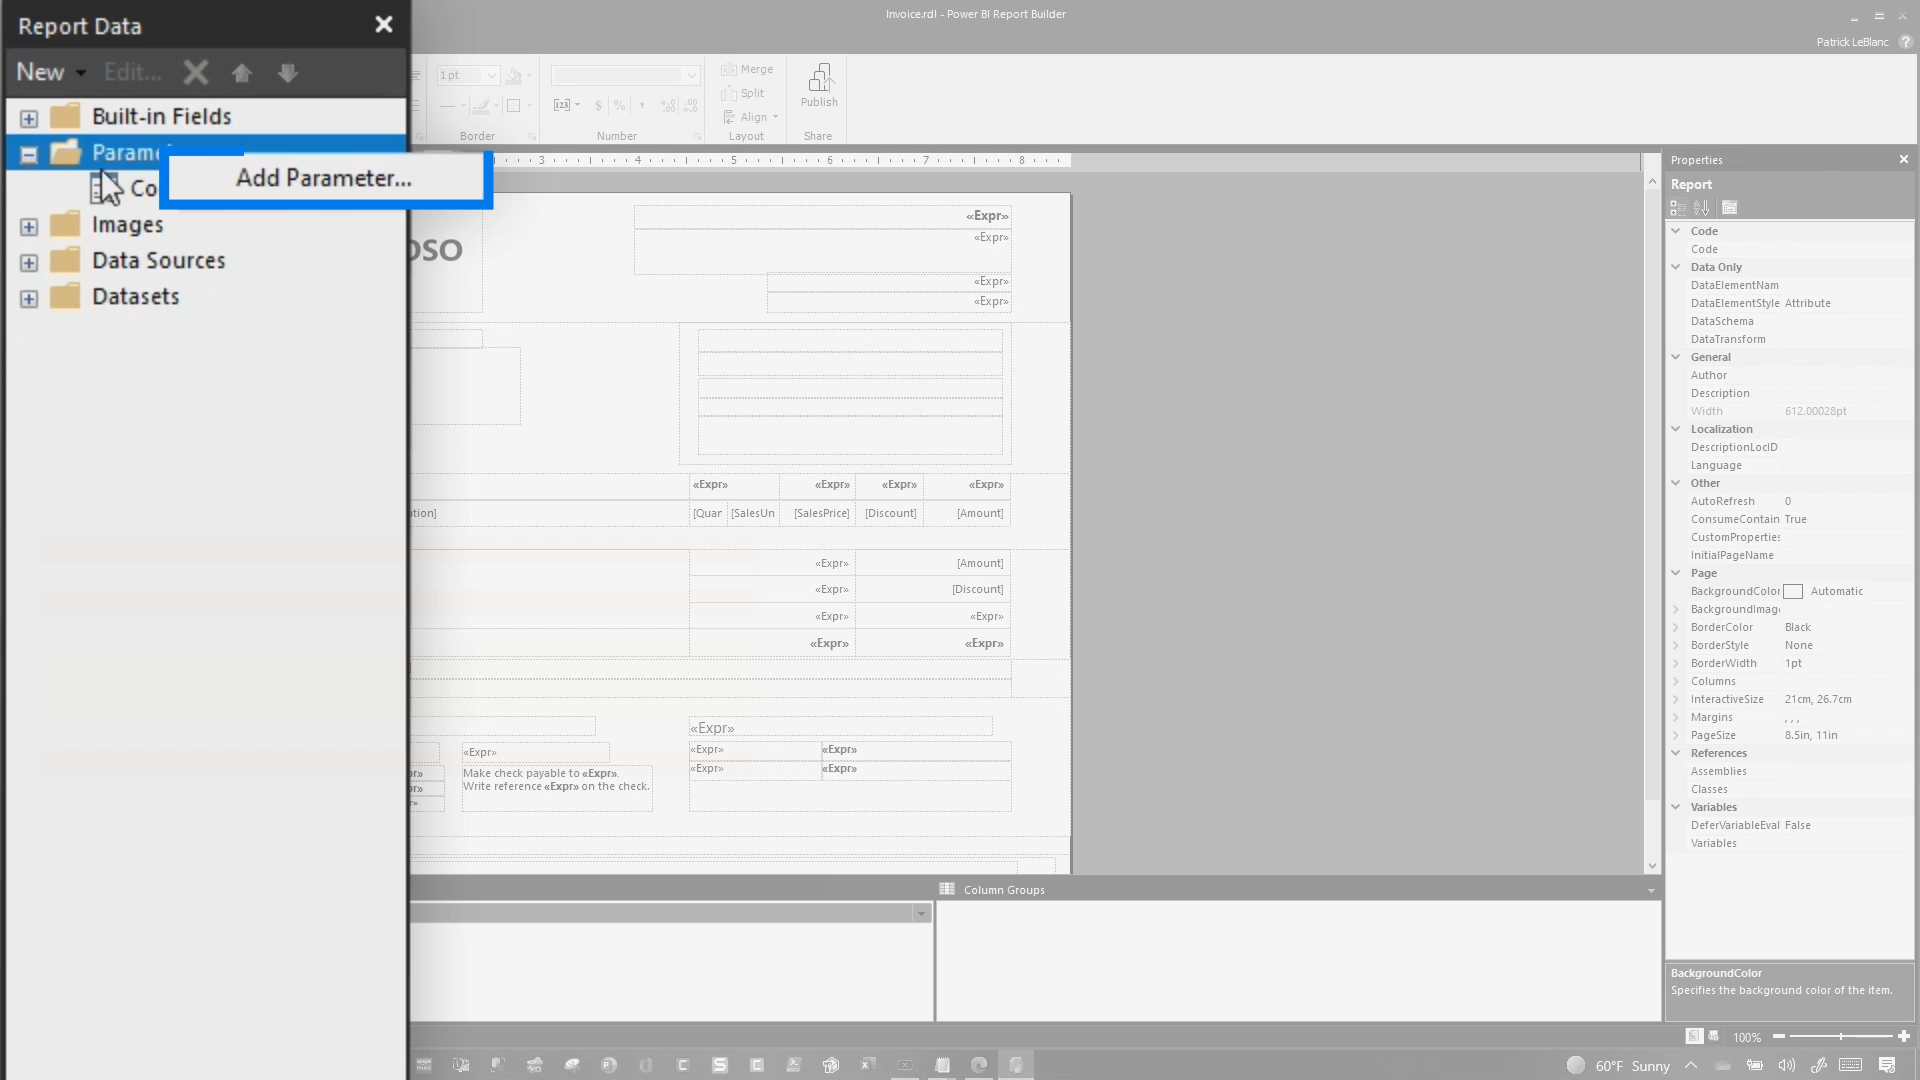 Report Data
New
Edit...
Built-in Fields
Add Parameter...
Images
Data Sources
Datasets
Invoice.rdl - Power BI Report Builder
Patrick LeBlanc
1pt
Merge
Split
Align
Publish
Border
Number
Layout
Share
3 4 5 6 7 8
«Expr»
«Expr»
«Expr»
«Expr»
«Expr» «Expr» «Expr» «Expr»
[Quar [SalesUn [SalesPrice] [Discount] [Amount]
«Expr» [Amount]
«Expr» [Discount]
«Expr» «Expr»
«Expr» «Expr»
«Expr»
«Expr» «Expr» «Expr»
Make check payable to «Expr». «Expr» «Expr»
Write reference «Expr» on the check.
Column Groups
Properties
Report
Code
Code
Data Only
DataElementNam
DataElementStyle Attribute
DataSchema
DataTransform
General
Author
Description
Width 612.00028pt
Localization
DescriptionLocID
Language
Other
AutoRefresh 0
ConsumeContain True
CustomProperties
InitialPageName
Page
BackgroundColor Automatic
BackgroundImage
BorderColor Black
BorderStyle None
BorderWidth 1pt
Columns
InteractiveSize 21cm, 26.7cm
Margins , , ,
PageSize 8.5in, 11in
References
Assemblies
Classes
Variables
DeferVariableEval False
Variables
BackgroundColor
Specifies the background color of the item.
100%
60°F Sunny